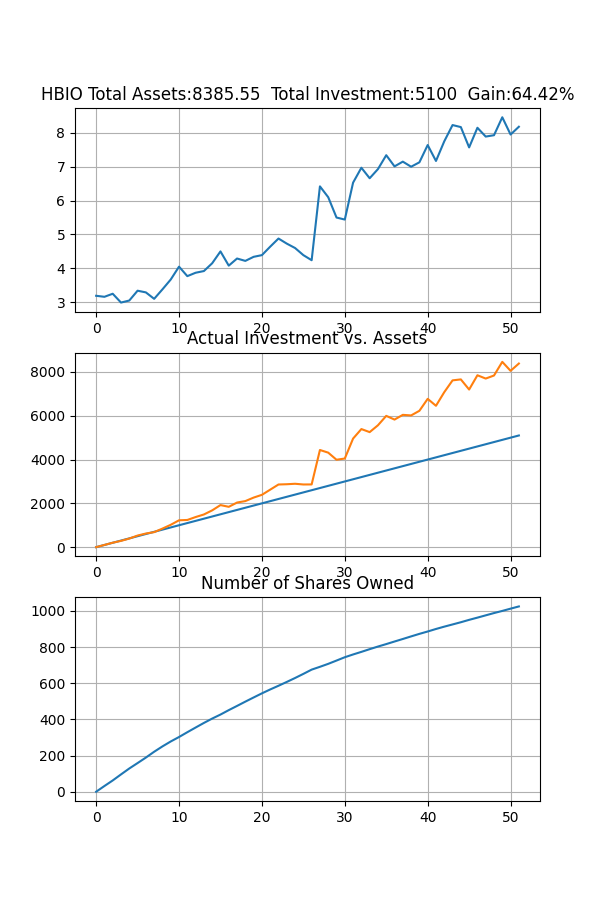 HBIO Total Assets:8385.55  Total Investment:5100  Gain:64.42%
8
7
6
5
4
3
0 10 20 30 40 50
Actual Investment vs. Assets
8000
6000
4000
2000
0
0 10 20 30 40 50
Number of Shares Owned
1000
800
600
400
200
0
0 10 20 30 40 50